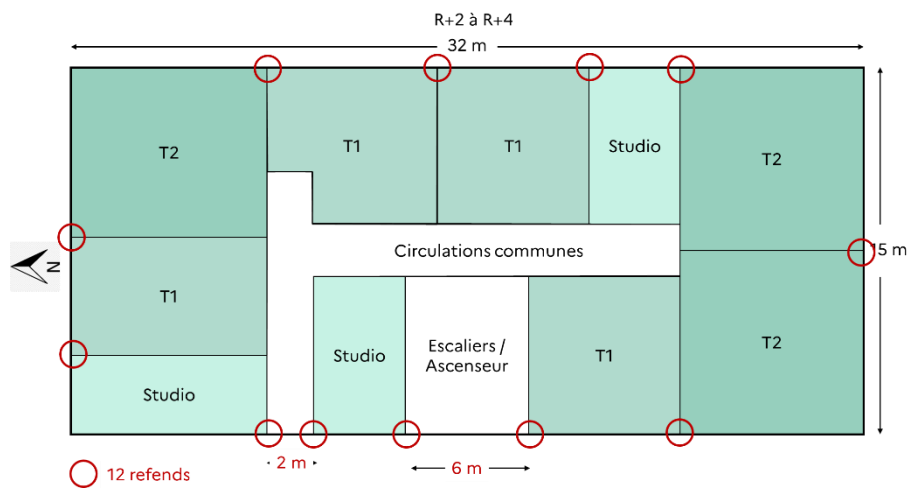 R+2 à R+4
32 m
T2
T1
T1
Studio
T2
Circulations communes
15 m
N
T1
Studio
Escaliers /
Ascenseur
T1
T2
Studio
2 m
6 m
12 refends